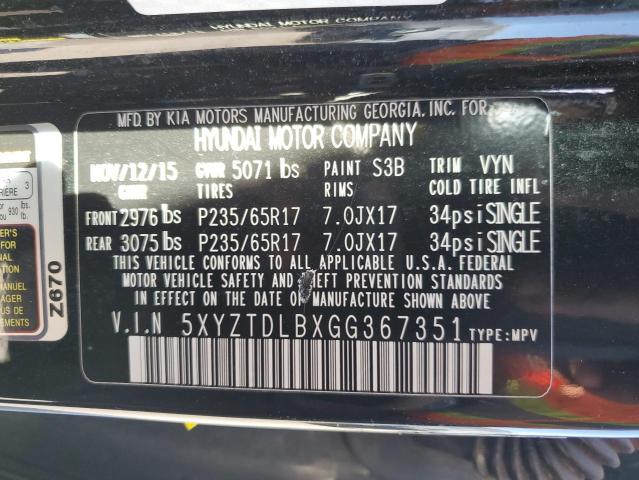 HYUNDAI MOTOR COMPANY
MFD. BY KIA MOTORS MANUFACTURING GEORGIA, INC. FOR
HYUNDAI MOTOR COMPANY
NOV/12/15 GVWR 5071 lbs PAINT S3B TRIM VYN
GAWR TIRES RIMS COLD TIRE INFL
FRONT 2976 lbs P235/65R17 7.0JX17 34psi SINGLE
REAR 3075 lbs P235/65R17 7.0JX17 34psi SINGLE
THIS VEHICLE CONFORMS TO ALL APPLICABLE U.S.A. FEDERAL
MOTOR VEHICLE SAFETY AND THEFT PREVENTION STANDARDS
IN EFFECT ON THE DATE OF MANUFACTURE SHOWN ABOVE.
V.I.N 5XYZTDLBXGG367351 TYPE:MPV
3
930 lbs.
Z670